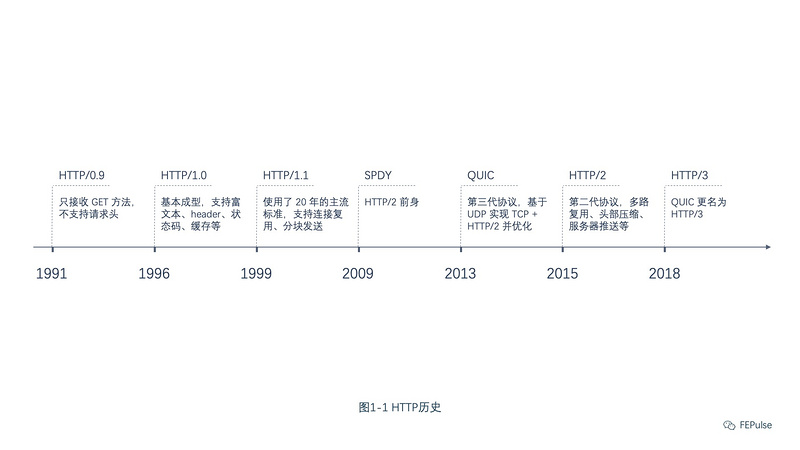 HTTP/0.9
只接收 GET 方法,
不支持请求头
1991
HTTP/1.0
基本成型，支持富
文本、header、状
态码、缓存等
1996
HTTP/1.1
使用了 20 年的主流
标准，支持连接复
用、分块发送
1999
SPDY
HTTP/2 前身
2009
QUIC
第三代协议，基于
UDP 实现 TCP +
HTTP/2 并优化
2013
HTTP/2
第二代协议，多路
复用、头部压缩、
服务器推送等
2015
HTTP/3
QUIC 更名为
HTTP/3
2018
图1-1 HTTP历史
FEPulse